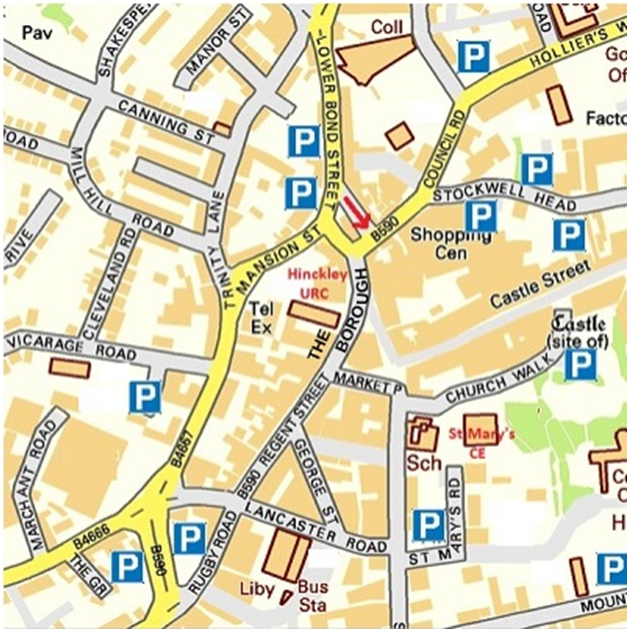 Pav
SHAKESPE
MANOR ST
LOWER BOND STREET
Coll
OAD
HOLLIER'S W
Go
Of
P
CANNING ST
COUNCIL RD
Facto
OAD
P
P
MILL HILL ROAD
P
STOCKWELL HEAD
TRINITY LANE
P
P
RIVE
MANSION ST
B590
Shopping
Cen
CLEVELAND RD
Hinckley
URC
Castle Street
Tel
Ex
THE BOROUGH
Castle
(site of)
VICARAGE ROAD
P
P
MARKET P
CHURCH WALK
MARCHANT ROAD
B4667
B590 REGENT STREET
GEORGE ST
St Mary's
CE
Sch
ST MARY'S RD
LANCASTER ROAD
P
P
B4666
B590
THE GR
P
RUGBY ROAD
Liby
Bus
Sta
C
H
P
MOUNT
S